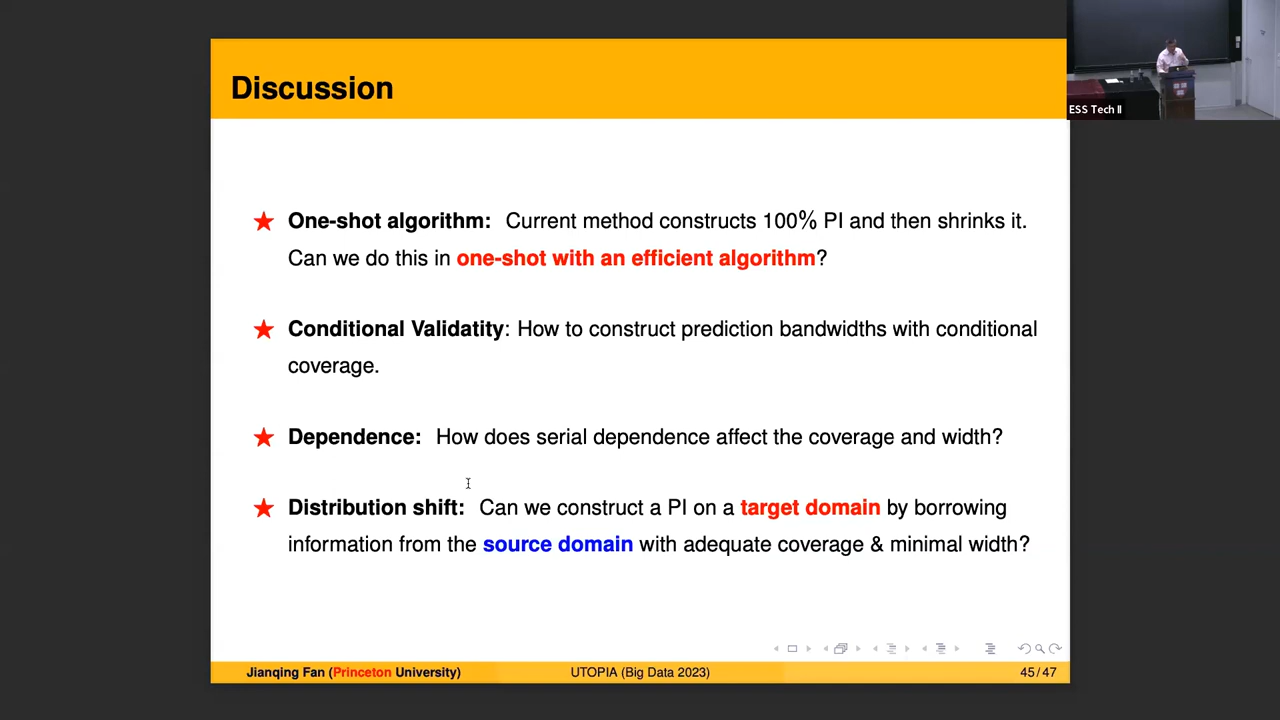 Discussion
ESS Tech II
★ One-shot algorithm: Current method constructs 100% PI and then shrinks it.
Can we do this in one-shot with an efficient algorithm?
★ Conditional Validatity: How to construct prediction bandwidths with conditional
coverage.
★ Dependence: How does serial dependence affect the coverage and width?
★ Distribution shift: Can we construct a PI on a target domain by borrowing
information from the source domain with adequate coverage & minimal width?
Jianqing Fan (Princeton University) UTOPIA (Big Data 2023) 45/47